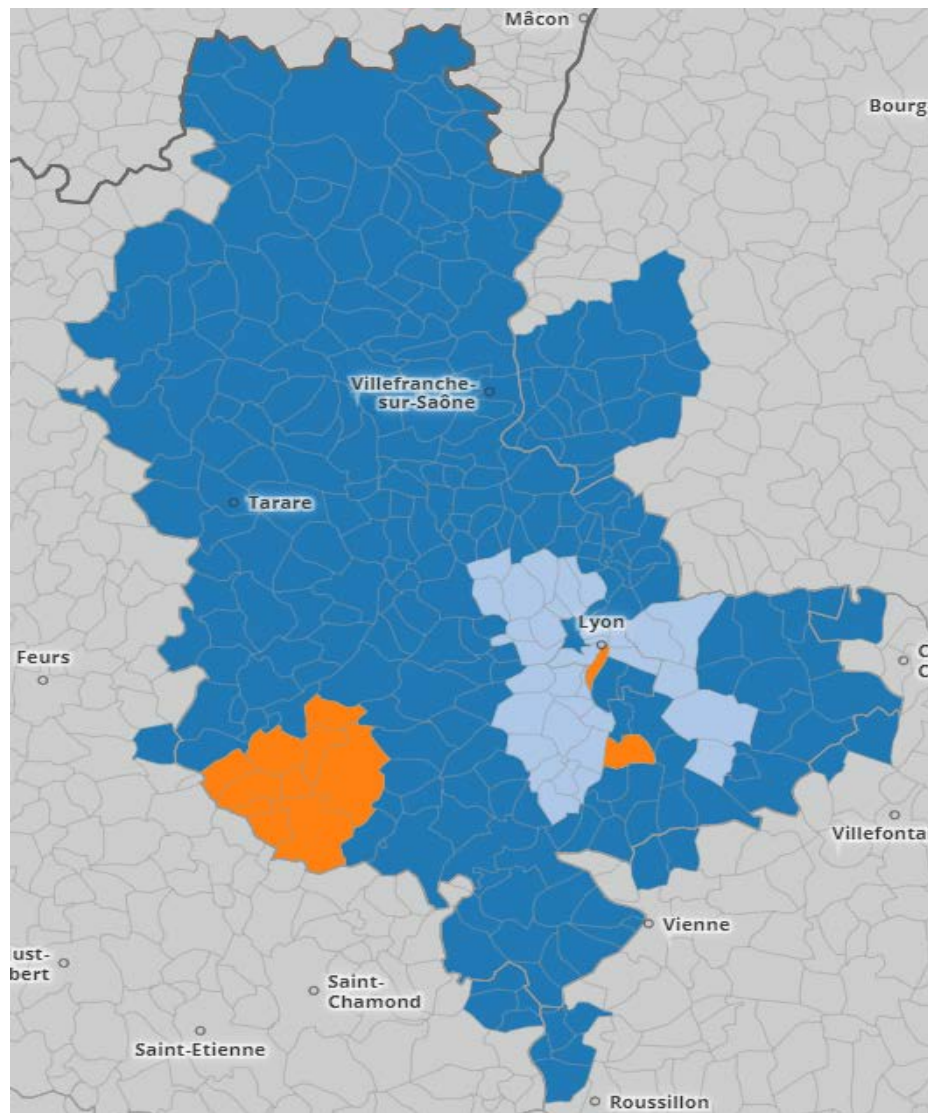 Mâcon
Bourg
Villefranche-
sur-Saône
Tarare
Lyon
Feurs
C
O
Villefonta
Vienne
ust-
bert
Saint-
Chamond
Saint-Etienne
Roussillon